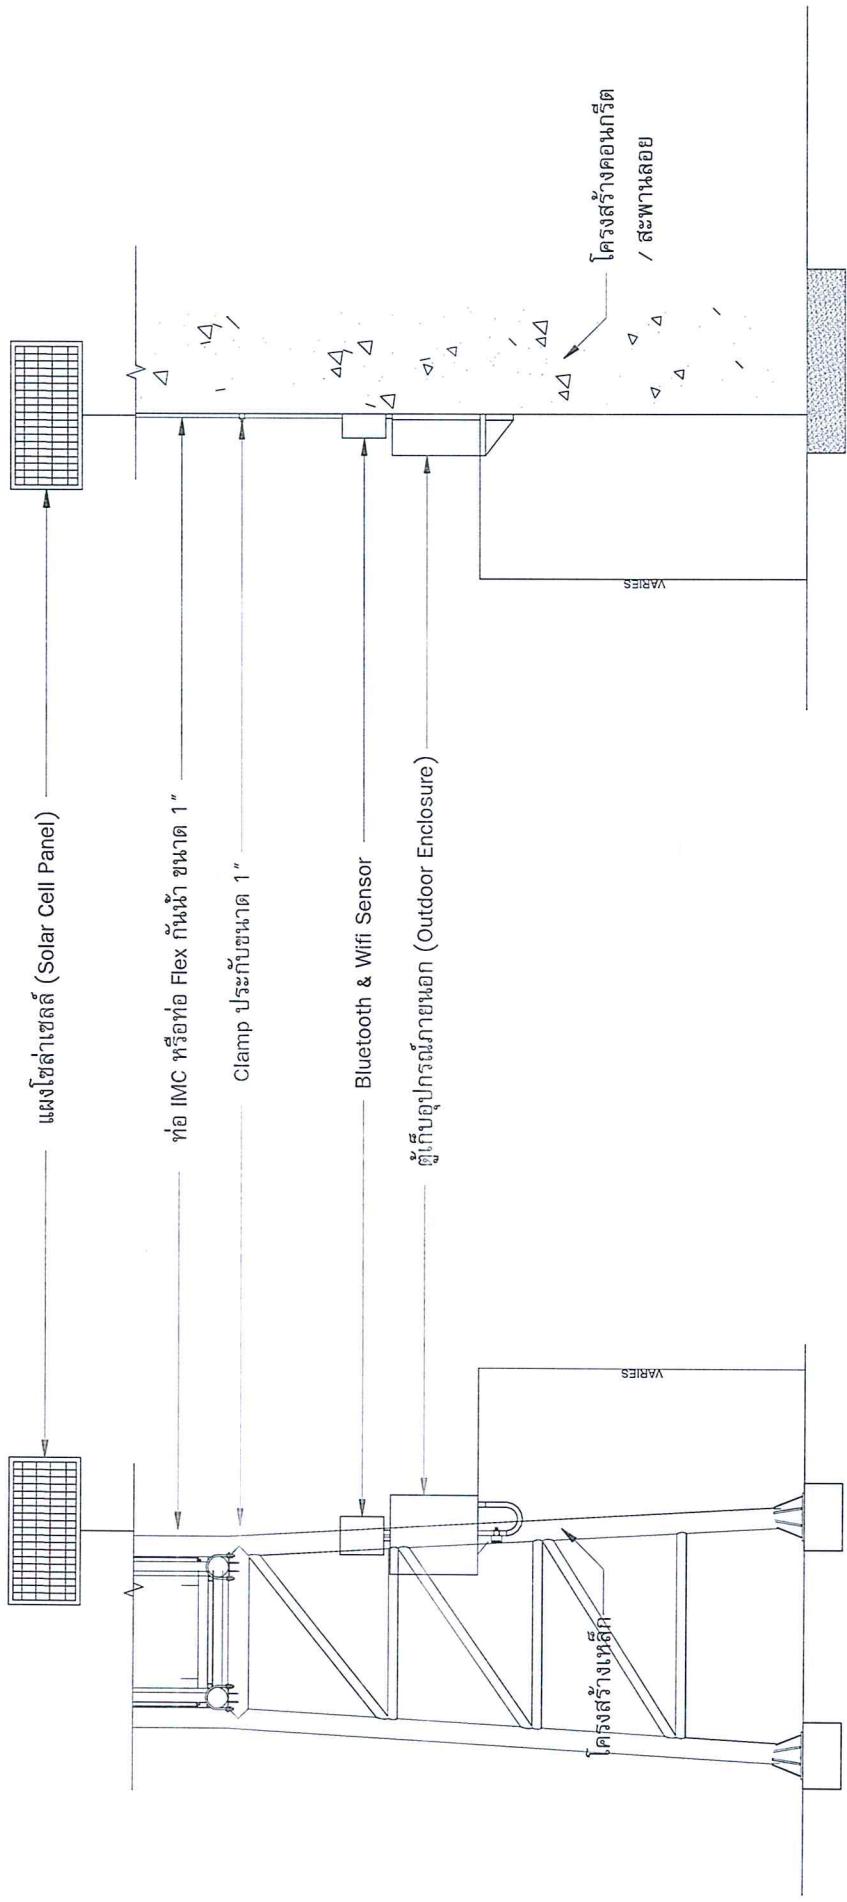 แผงโซล่าเซลล์ (Solar Cell Panel)
ท่อ IMC หรือท่อ Flex กันน้ำ ขนาด 1"
Clamp ประกับขนาด 1"
Bluetooth & Wifi Sensor
ตู้เก็บอุปกรณ์ภายนอก (Outdoor Enclosure)
โครงสร้างเหล็ก
VARIES
โครงสร้างคอนกรีต
/ สะพานลอย
VARIES